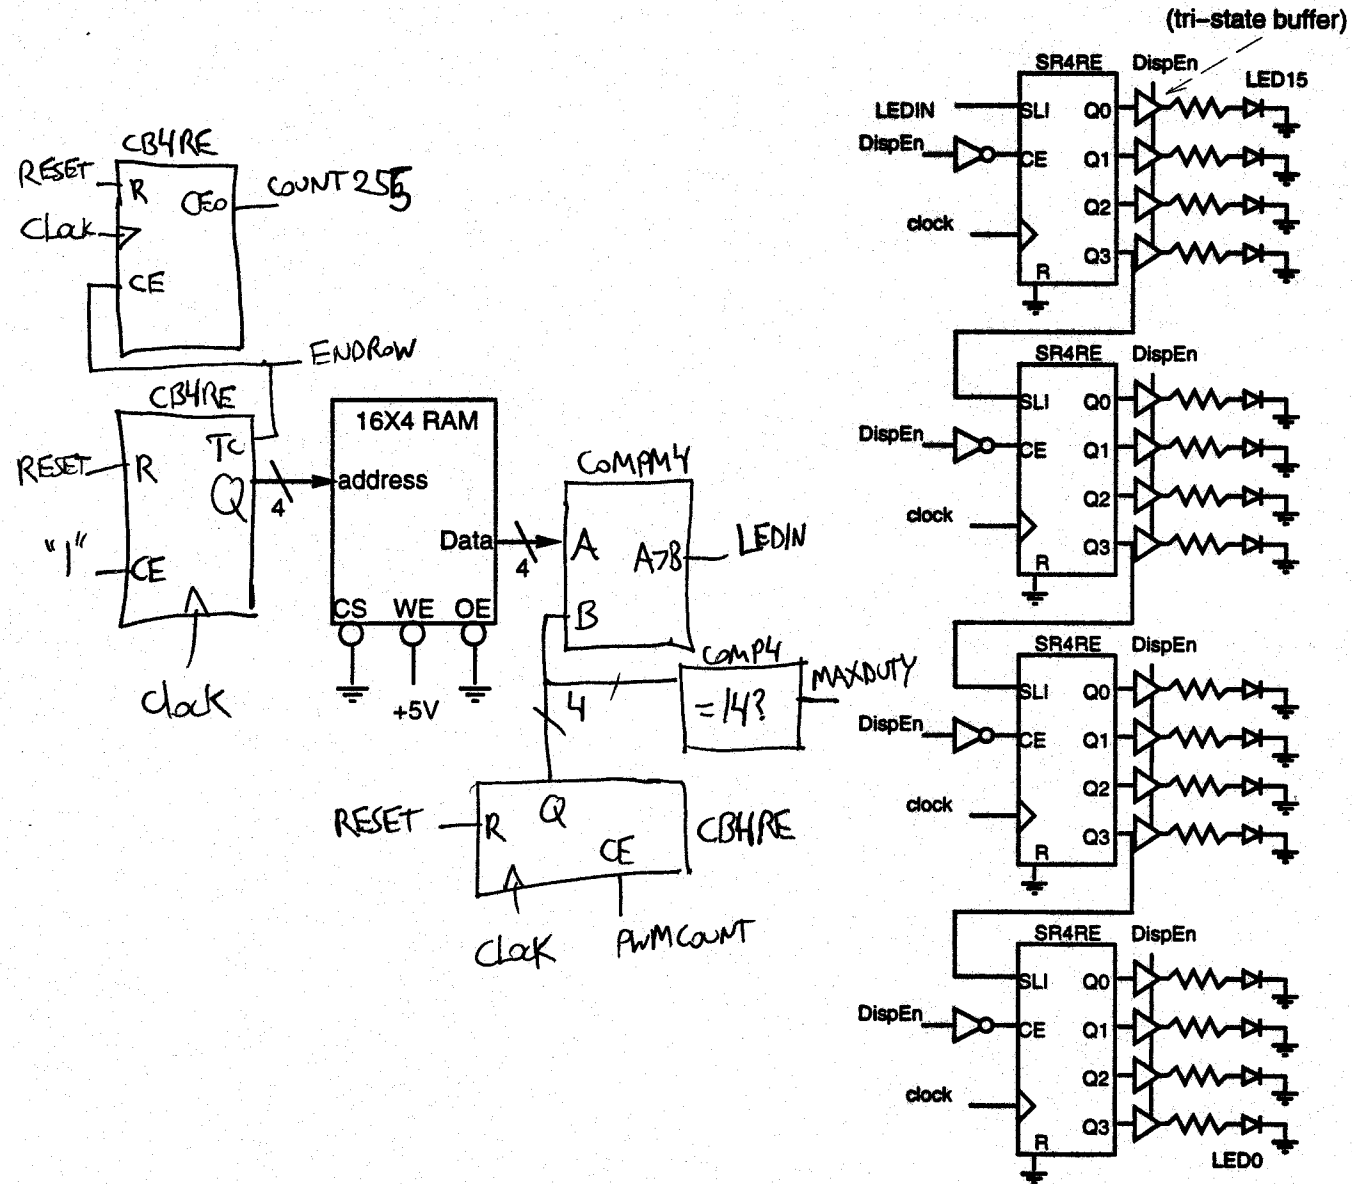 (tri-state buffer)
SR4RE
DispEn
LED15
LEDIN
SLI
Q0
DispEn
CE
Q1
Q2
clock
Q3
R
CB4RE
RESET
R
CEO
COUNT 255
Clock
CE
ENDROW
CB4RE
RESET
R
TC
Q
4
"1"
CE
Clock
16X4 RAM
address
Data
4
CS
WE
OE
+5V
COMPM4
A
A>B
LEDIN
B
COMP4
=14?
MAXDUTY
4
RESET
R
Q
CE
CB4RE
Clock
PWMCOUNT
SR4RE
DispEn
SLI
Q0
DispEn
CE
Q1
Q2
clock
Q3
R
SR4RE
DispEn
SLI
Q0
DispEn
CE
Q1
Q2
clock
Q3
R
SR4RE
DispEn
SLI
Q0
DispEn
CE
Q1
Q2
clock
Q3
R
LED0